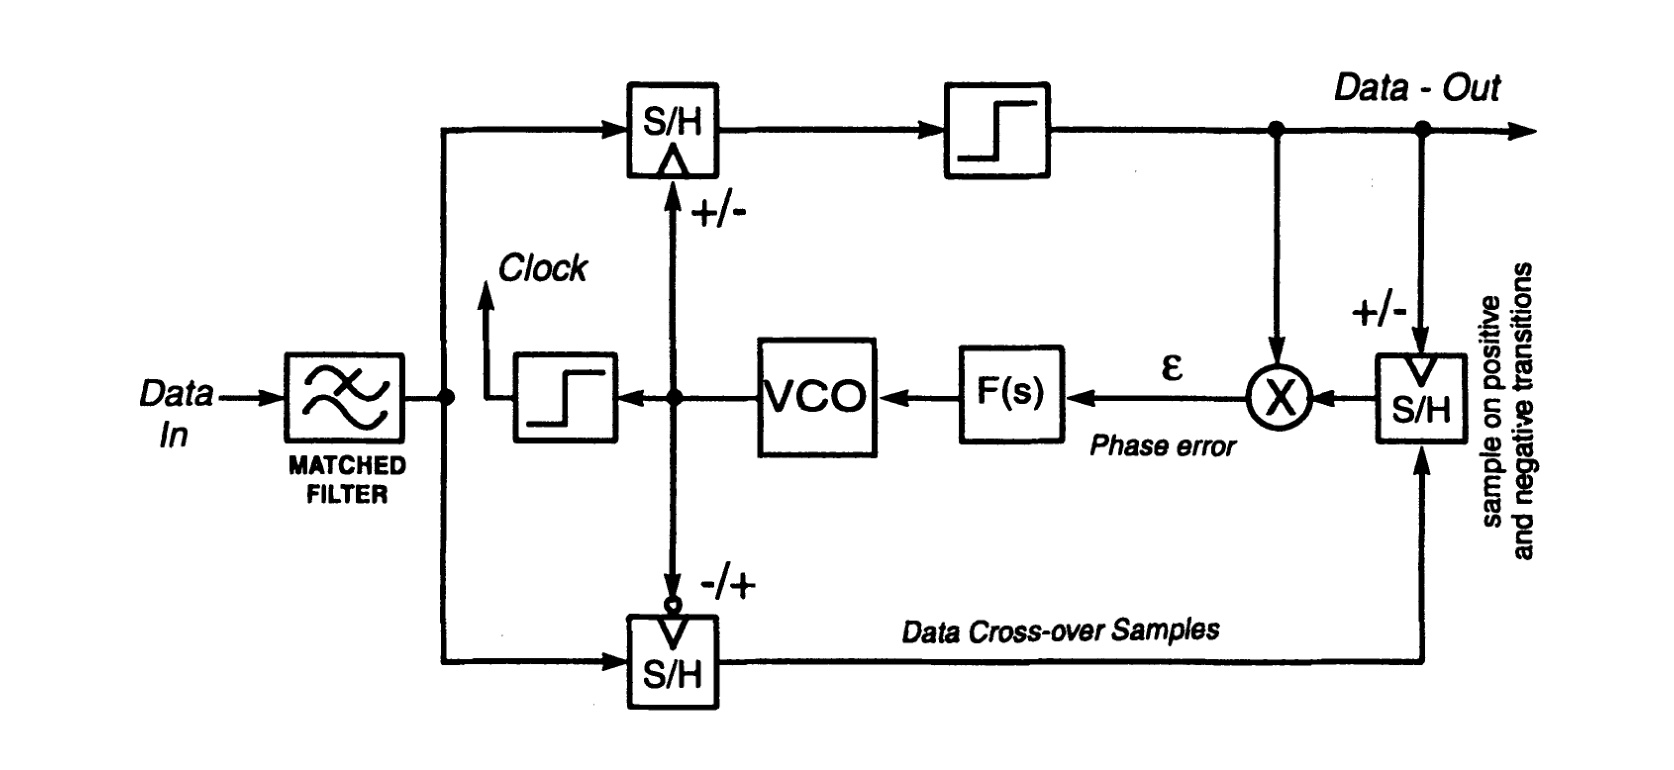 Data - Out
S/H
+/-
Clock
+/-
Data
In
MATCHED
FILTER
VCO
F(s)
ε
Phase error
X
S/H
sample on positive
and negative transitions
-/+
S/H
Data Cross-over Samples